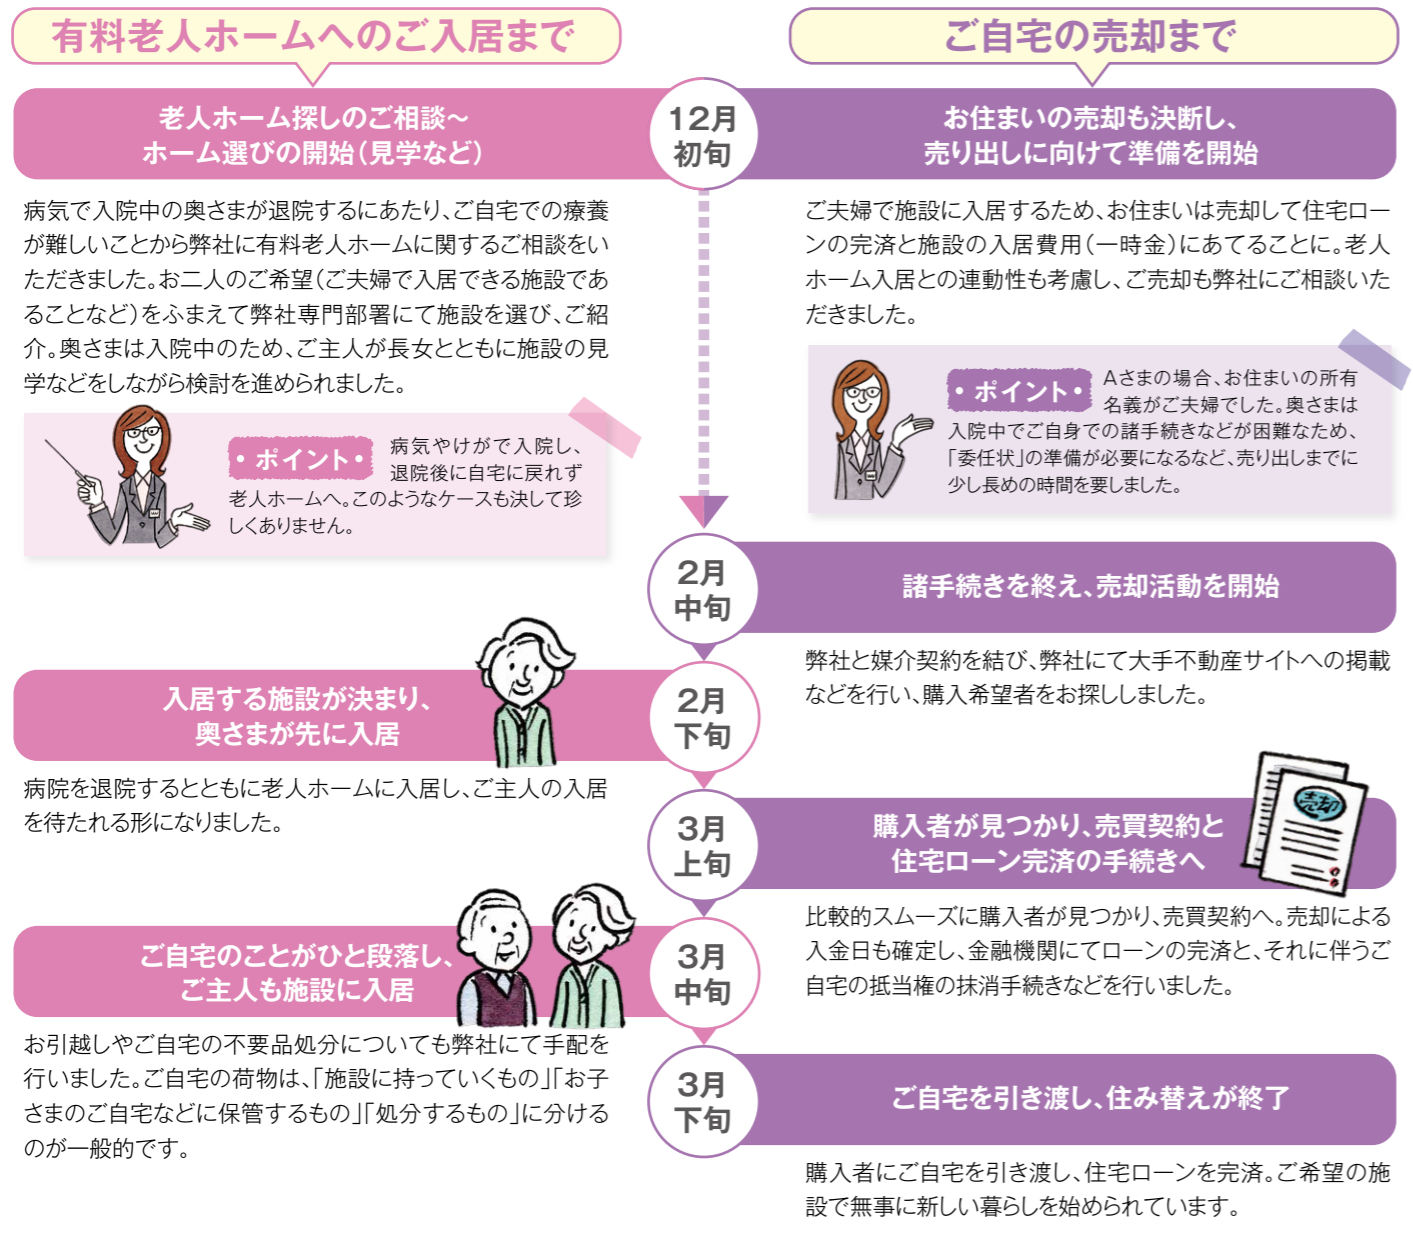 有料老人ホームへのご入居まで
ご自宅の売却まで
12月
初旬
老人ホーム探しのご相談～
ホーム選びの開始（見学など）
病気で入院中の奥さまが退院するにあたり、ご自宅での療養
が難しいことから弊社に有料老人ホームに関するご相談をい
ただきました。お二人のご希望（ご夫婦で入居できる施設であ
ることなど）をふまえて弊社専門部署にて施設を選び、ご紹
介。奥さまは入院中のため、ご主人が長女とともに施設の見
学などをしながら検討を進められました。
・ポイント・
病気やけがで入院し、
退院後に自宅に戻れず
老人ホームへ。このようなケースも決して珍
しくありません。
お住まいの売却も決断し、
売り出しに向けて準備を開始
ご夫婦で施設に入居するため、お住まいは売却して住宅ロー
ンの完済と施設の入居費用（一時金）にあてることに。老人
ホーム入居との連動性も考慮し、ご売却も弊社にご相談いた
だきました。
・ポイント・
Aさまの場合、お住まいの所有
名義がご夫婦でした。奥さまは
入院中でご自身での諸手続きなどが困難なため、
「委任状」の準備が必要になるなど、売り出しまでに
少し長めの時間を要しました。
2月
中旬
諸手続きを終え、売却活動を開始
弊社と媒介契約を結び、弊社にて大手不動産サイトへの掲載
などを行い、購入希望者をお探ししました。
2月
下旬
入居する施設が決まり、
奥さまが先に入居
病院を退院するとともに老人ホームに入居し、ご主人の入居
を待たれる形になりました。
3月
上旬
購入者が見つかり、売買契約と
住宅ローン完済の手続きへ
売却
比較的スムーズに購入者が見つかり、売買契約へ。売却による
入金日も確定し、金融機関にてローンの完済と、それに伴うご
自宅の抵当権の抹消手続きなどを行いました。
3月
中旬
ご自宅のことがひと段落し、
ご主人も施設に入居
お引越しやご自宅の不要品処分についても弊社にて手配を
行いました。ご自宅の荷物は、「施設に持っていくもの」「お子
さまのご自宅などに保管するもの」「処分するもの」に分ける
のが一般的です。
3月
下旬
ご自宅を引き渡し、住み替えが終了
購入者にご自宅を引き渡し、住宅ローンを完済。ご希望の施
設で無事に新しい暮らしを始められています。